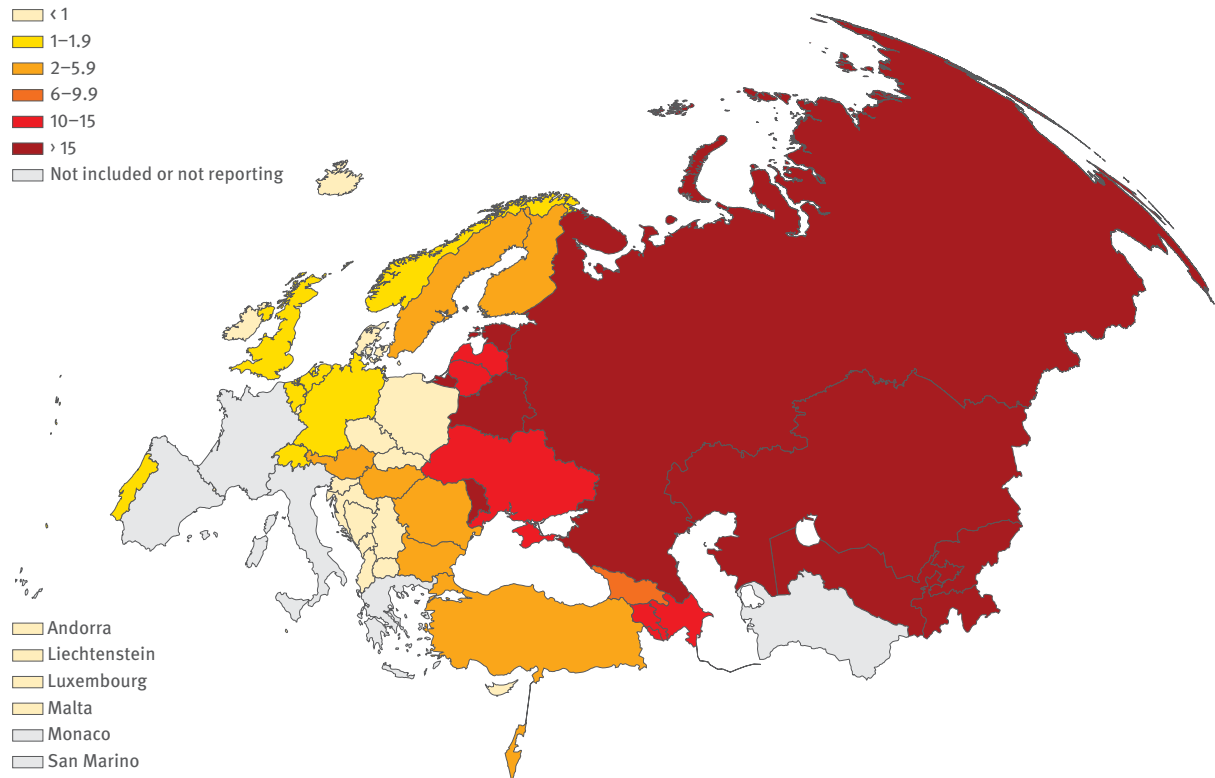 ‹ 1
1–1.9
2–5.9
6–9.9
10–15
› 15
Not included or not reporting
Andorra
Liechtenstein
Luxembourg
Malta
Monaco
San Marino